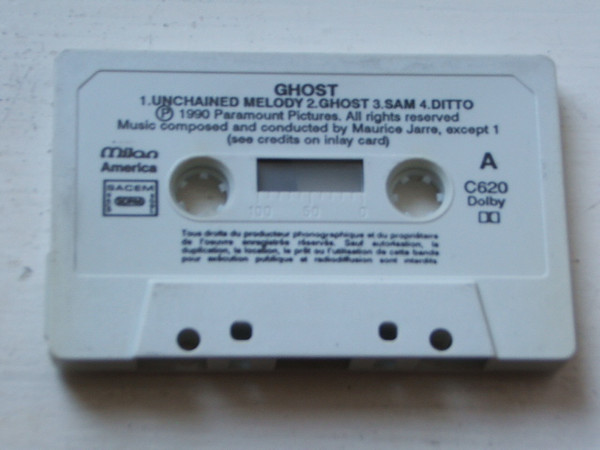 GHOST
1.UNCHAINED MELODY 2.GHOST 3.SAM 4.DITTO
Ⓟ 1990 Paramount Pictures. All rights reserved
Music composed and conducted by Maurice Jarre, except 1
(see credits on inlay card)
milan
America
SACEM
A
C620
Dolby
100 50 0
Tous droits du producteur phonographique et du propriétaire
de l'oeuvre enregistrée réservés. Sauf autorisation, la
duplication, la location, le prêt ou l'utilisation de cette bande
pour exécution publique et radiodiffusion sont interdits.